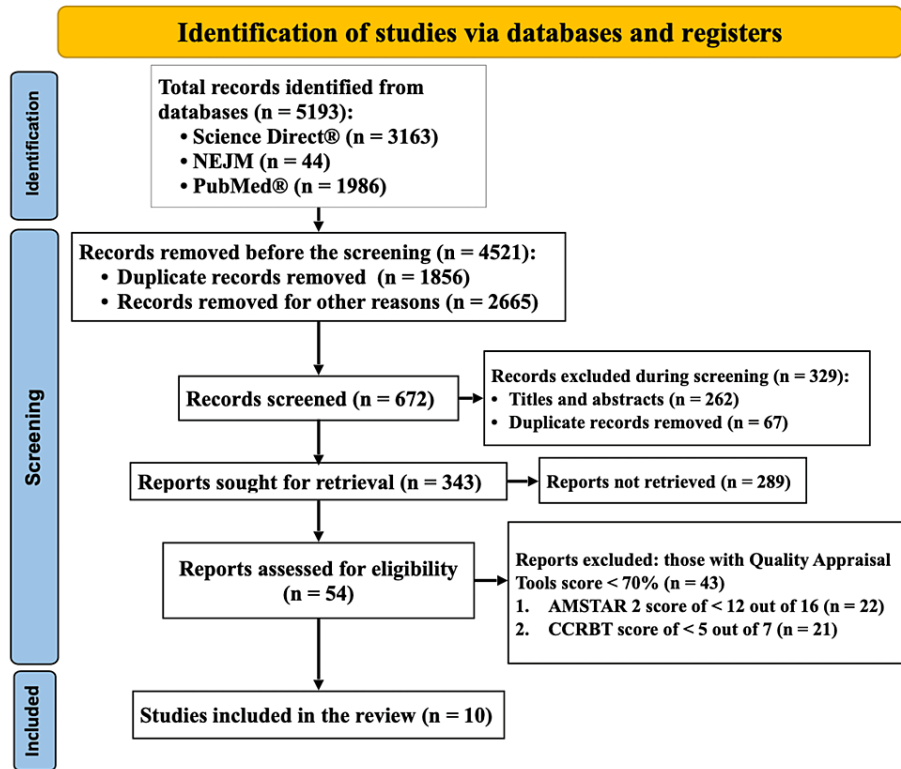 Identification of studies via databases and registers
Identification
Total records identified from
databases (n = 5193):
• Science Direct® (n = 3163)
• NEJM (n = 44)
• PubMed® (n = 1986)
Screening
Records removed before the screening (n = 4521):
• Duplicate records removed (n = 1856)
• Records removed for other reasons (n = 2665)
Records screened (n = 672)
Records excluded during screening (n = 329):
• Titles and abstracts (n = 262)
• Duplicate records removed (n = 67)
Reports sought for retrieval (n = 343)
Reports not retrieved (n = 289)
Reports assessed for eligibility
(n = 54)
Reports excluded: those with Quality Appraisal
Tools score < 70% (n = 43)
1. AMSTAR 2 score of < 12 out of 16 (n = 22)
2. CCRBT score of < 5 out of 7 (n = 21)
Included
Studies included in the review (n = 10)